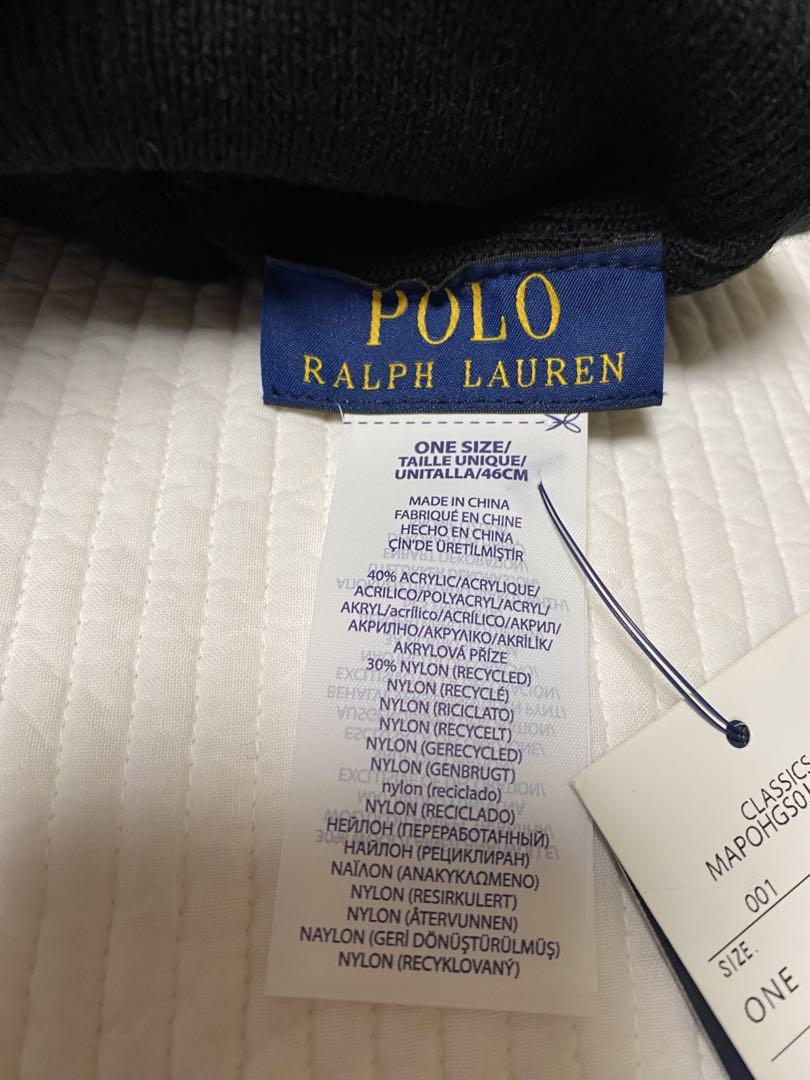 POLO
RALPH LAUREN
ONE SIZE/
TAILLE UNIQUE/
UNITALLA/46CM
MADE IN CHINA
FABRIQUÉ EN CHINE
HECHO EN CHINA
ÇIN'DE ÜRETİLMİŞTİR
40% ACRYLIC/ACRYLIQUE/
ACRILICO/POLYACRYL/ACRYL/
AKRYL/acrílico/ACRÍLICO/АКРИЛ/
АКРИЛНО/ΑΚΡΥΛΙΚΟ/AKRİLİK/
AKRYLOVÁ PŘÍZE
30% NYLON (RECYCLED)
NYLON (RECYCLÉ)
NYLON (RICICLATO)
NYLON (RECYCELT)
NYLON (GERECYCLED)
NYLON (GENBRUGT)
nylon (reciclado)
NYLON (RECICLADO)
НЕЙЛОН (ПЕРЕРАБОТАННЫЙ)
НАЙЛОН (РЕЦИКЛИРАН)
ΝΑΪΛΟΝ (ΑΝΑΚΥΚΛΩΜΕΝΟ)
NYLON (RESIRKULERT)
NYLON (ÅTERVUNNEN)
NAYLON (GERİ DÖNÜŞTÜRÜLMÜŞ)
NYLON (RECYKLOVANÝ)
CLASSICS
001
SIZE.
ONE